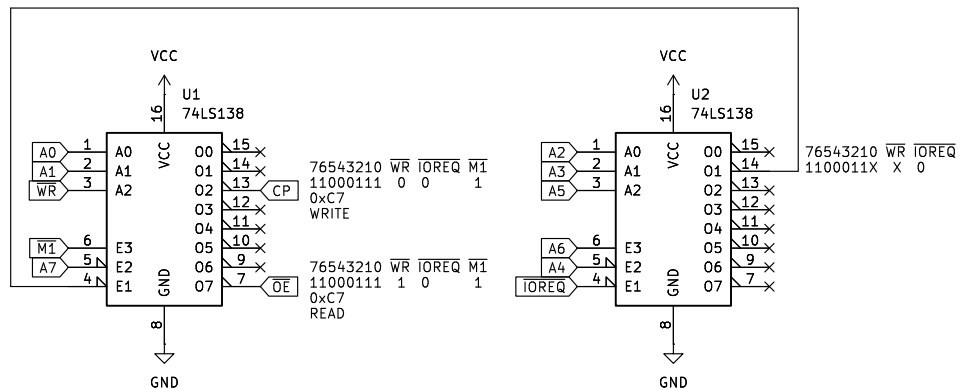 VCC
U1
74LS138
16
VCC
A0 1 A0 O0 15
A1 2 A1 O1 14
WR 3 A2 O2 13 CP
O3 12
O4 11
M1 6 E3 O5 10
A7 5 E2 O6 9
4 E1 O7 7 OE
GND
8
GND
76543210 WR IOREQ M1
11000111 0 0 1
0xC7
WRITE
76543210 WR IOREQ M1
11000111 1 0 1
0xC7
READ
VCC
U2
74LS138
16
VCC
A2 1 A0 O0 15
A3 2 A1 O1 14
A5 3 A2 O2 13
O3 12
O4 11
A6 6 E3 O5 10
A4 5 E2 O6 9
IOREQ 4 E1 O7 7
GND
8
GND
76543210 WR IOREQ
1100011X X 0